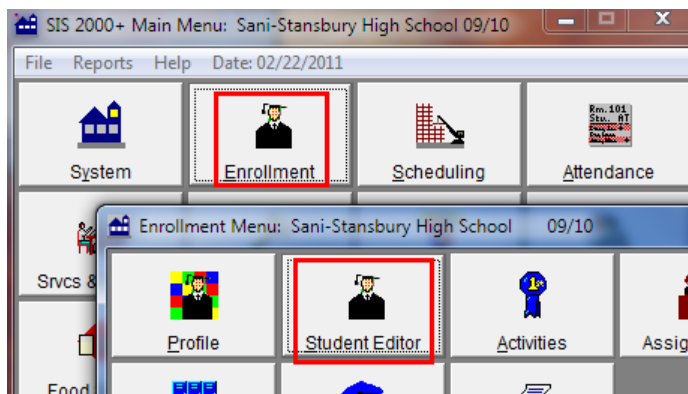 SIS 2000+ Main Menu: Sani-Stansbury High School 09/10
File Reports Help Date: 02/22/2011
System Enrollment Scheduling Attendance
Rm. 101
Stu. AT
Enrollment Menu: Sani-Stansbury High School 09/10
Srvcs &
Profile Student Editor Activities Assig
Food